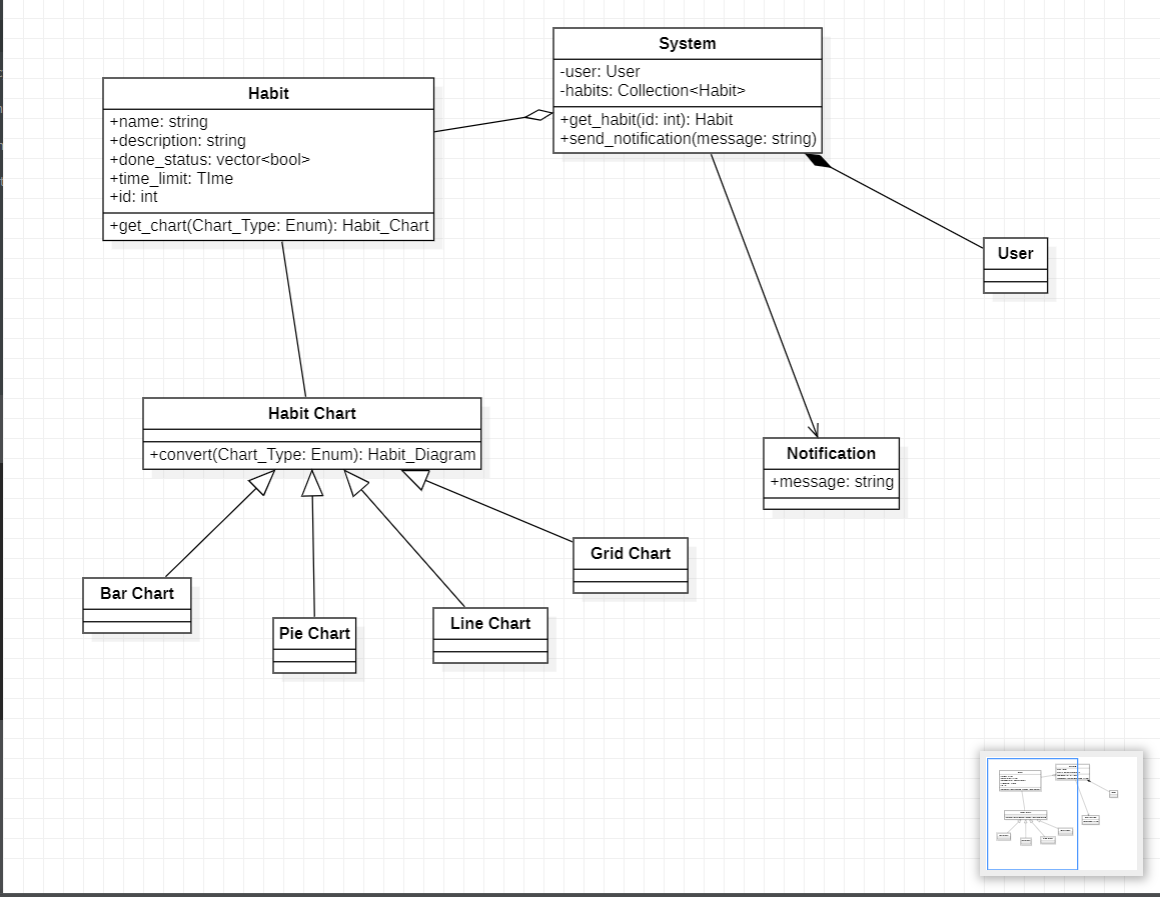 System
-user: User
-habits: Collection<Habit>
+get_habit(id: int): Habit
+send_notification(message: string)
Habit
+name: string
+description: string
+done_status: vector<bool>
+time_limit: TIme
+id: int
+get_chart(Chart_Type: Enum): Habit_Chart
User
Habit Chart
+convert(Chart_Type: Enum): Habit_Diagram
Notification
+message: string
Grid Chart
Bar Chart
Pie Chart
Line Chart